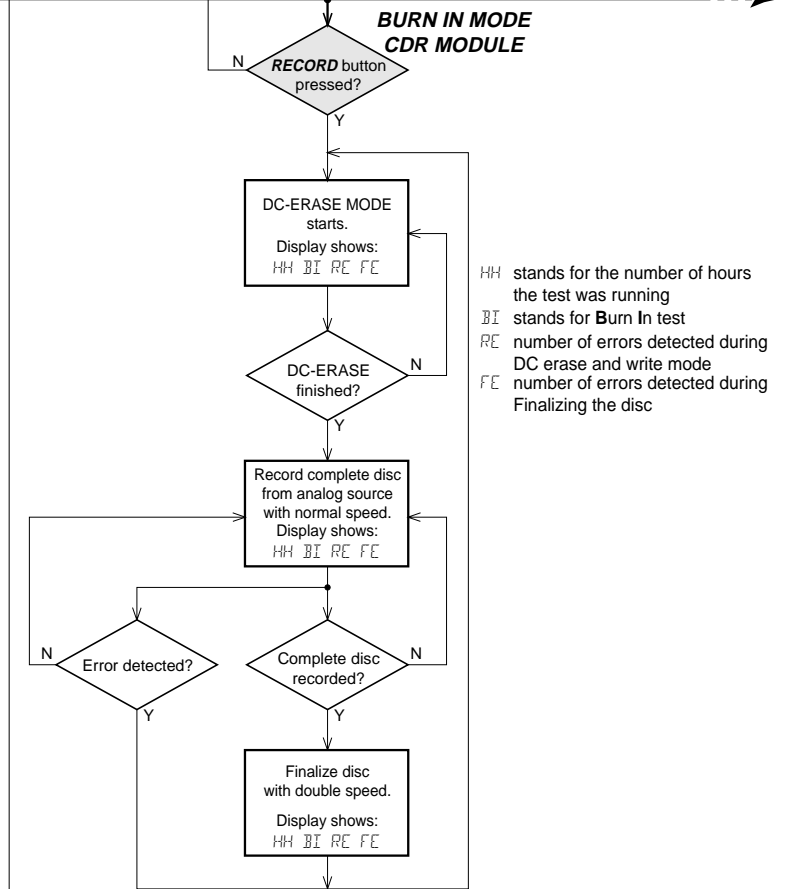 BURN IN MODE
CDR MODULE
N
RECORD button
pressed?
Y
DC-ERASE MODE
starts.
Display shows:
HH BI RE FE
HH stands for the number of hours
the test was running
BI stands for Burn In test
RE number of errors detected during
DC erase and write mode
FE number of errors detected during
Finalizing the disc
DC-ERASE
finished?
N
Y
Record complete disc
from analog source
with normal speed.
Display shows:
HH BI RE FE
N
Error detected?
Y
Complete disc
recorded?
N
Y
Finalize disc
with double speed.
Display shows:
HH BI RE FE